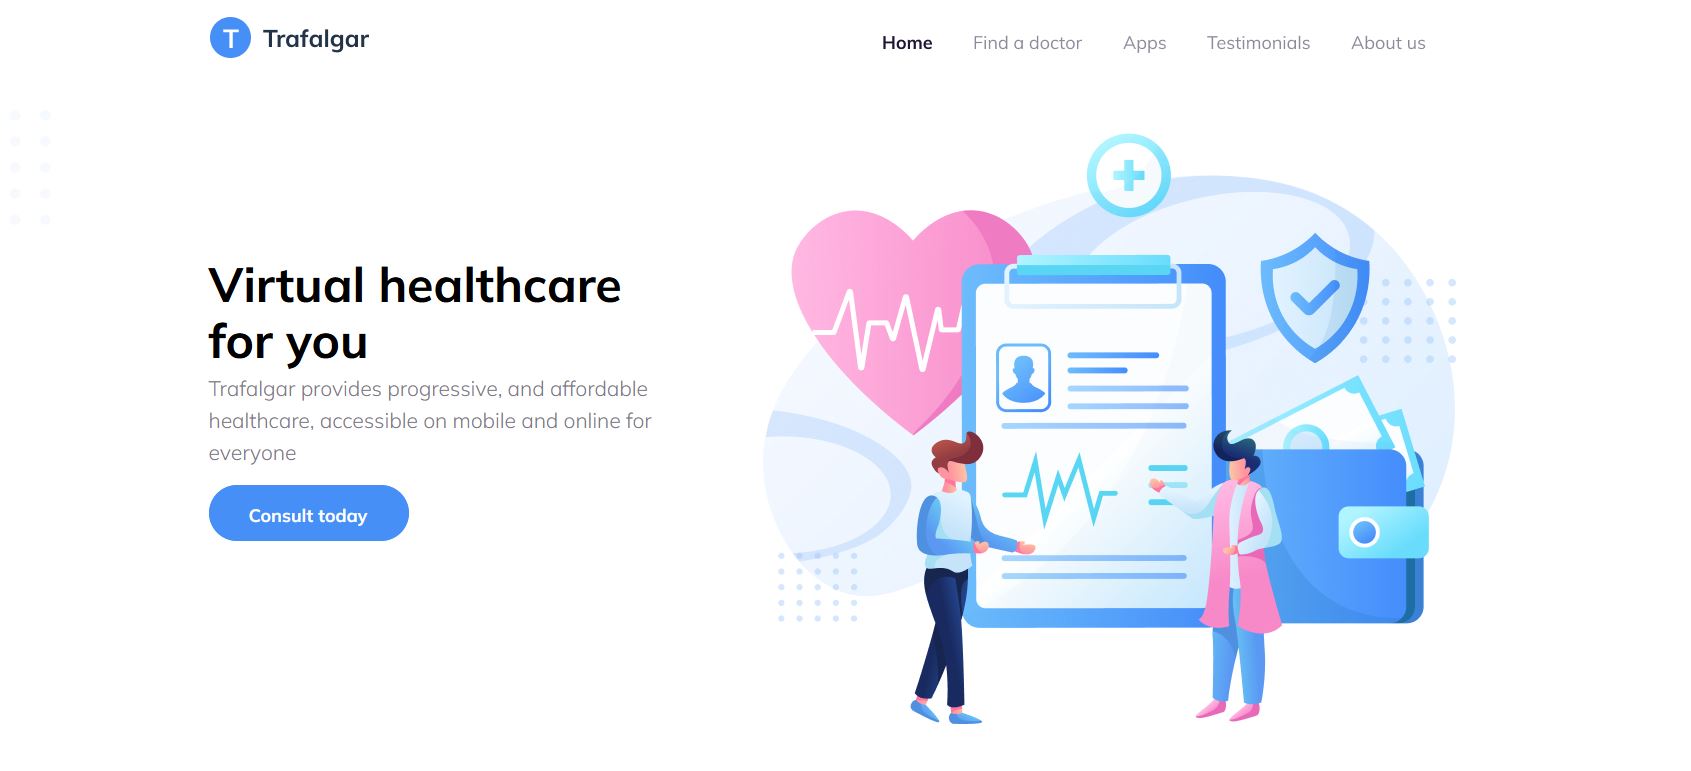 T Trafalgar
Home Find a doctor Apps Testimonials About us
Virtual healthcare
for you
Trafalgar provides progressive, and affordable
healthcare, accessible on mobile and online for
everyone
Consult today